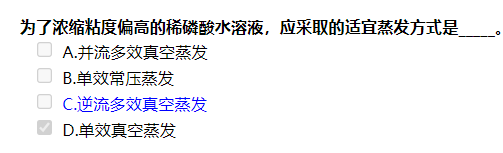 为了浓缩粘度偏高的稀磷酸水溶液，应采取的适宜蒸发方式是_____。
A.并流多效真空蒸发
B.单效常压蒸发
C.逆流多效真空蒸发
D.单效真空蒸发